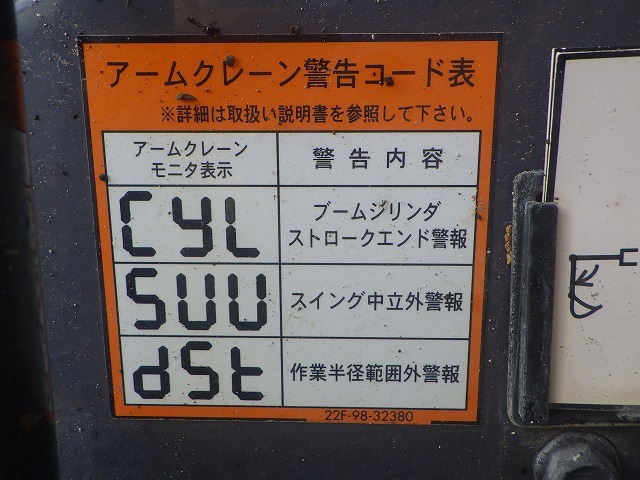 アームクレーン警告コード表
※詳細は取扱い説明書を参照して下さい。
アームクレーン
モニタ表示
警告内容
CYL
ブームシリンダ
ストロークエンド警報
SUU
スイング中立外警報
dSt
作業半径範囲外警報
22F-98-32380